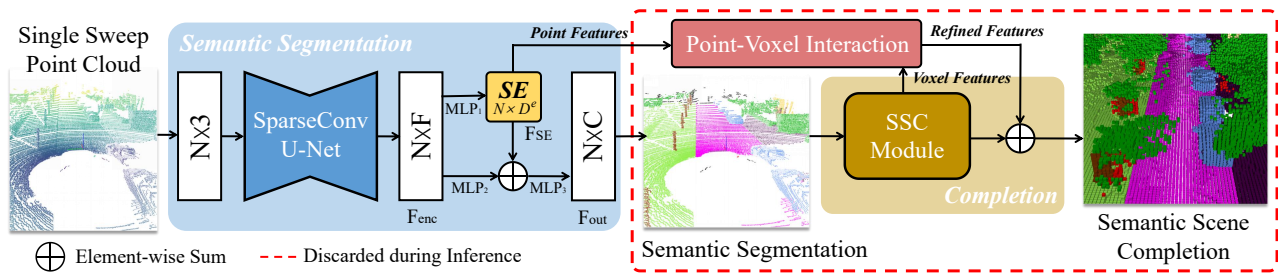 Single Sweep
Point Cloud
Semantic Segmentation
N×3
SparseConv
U-Net
N×F
F_enc
MLP₁
SE
N × Dᵉ
F_SE
MLP₂
MLP₃
N×C
F_out
Point Features
Point-Voxel Interaction
Refined Features
Voxel Features
SSC
Module
Completion
Semantic Segmentation
Semantic Scene
Completion
Element-wise Sum
Discarded during Inference